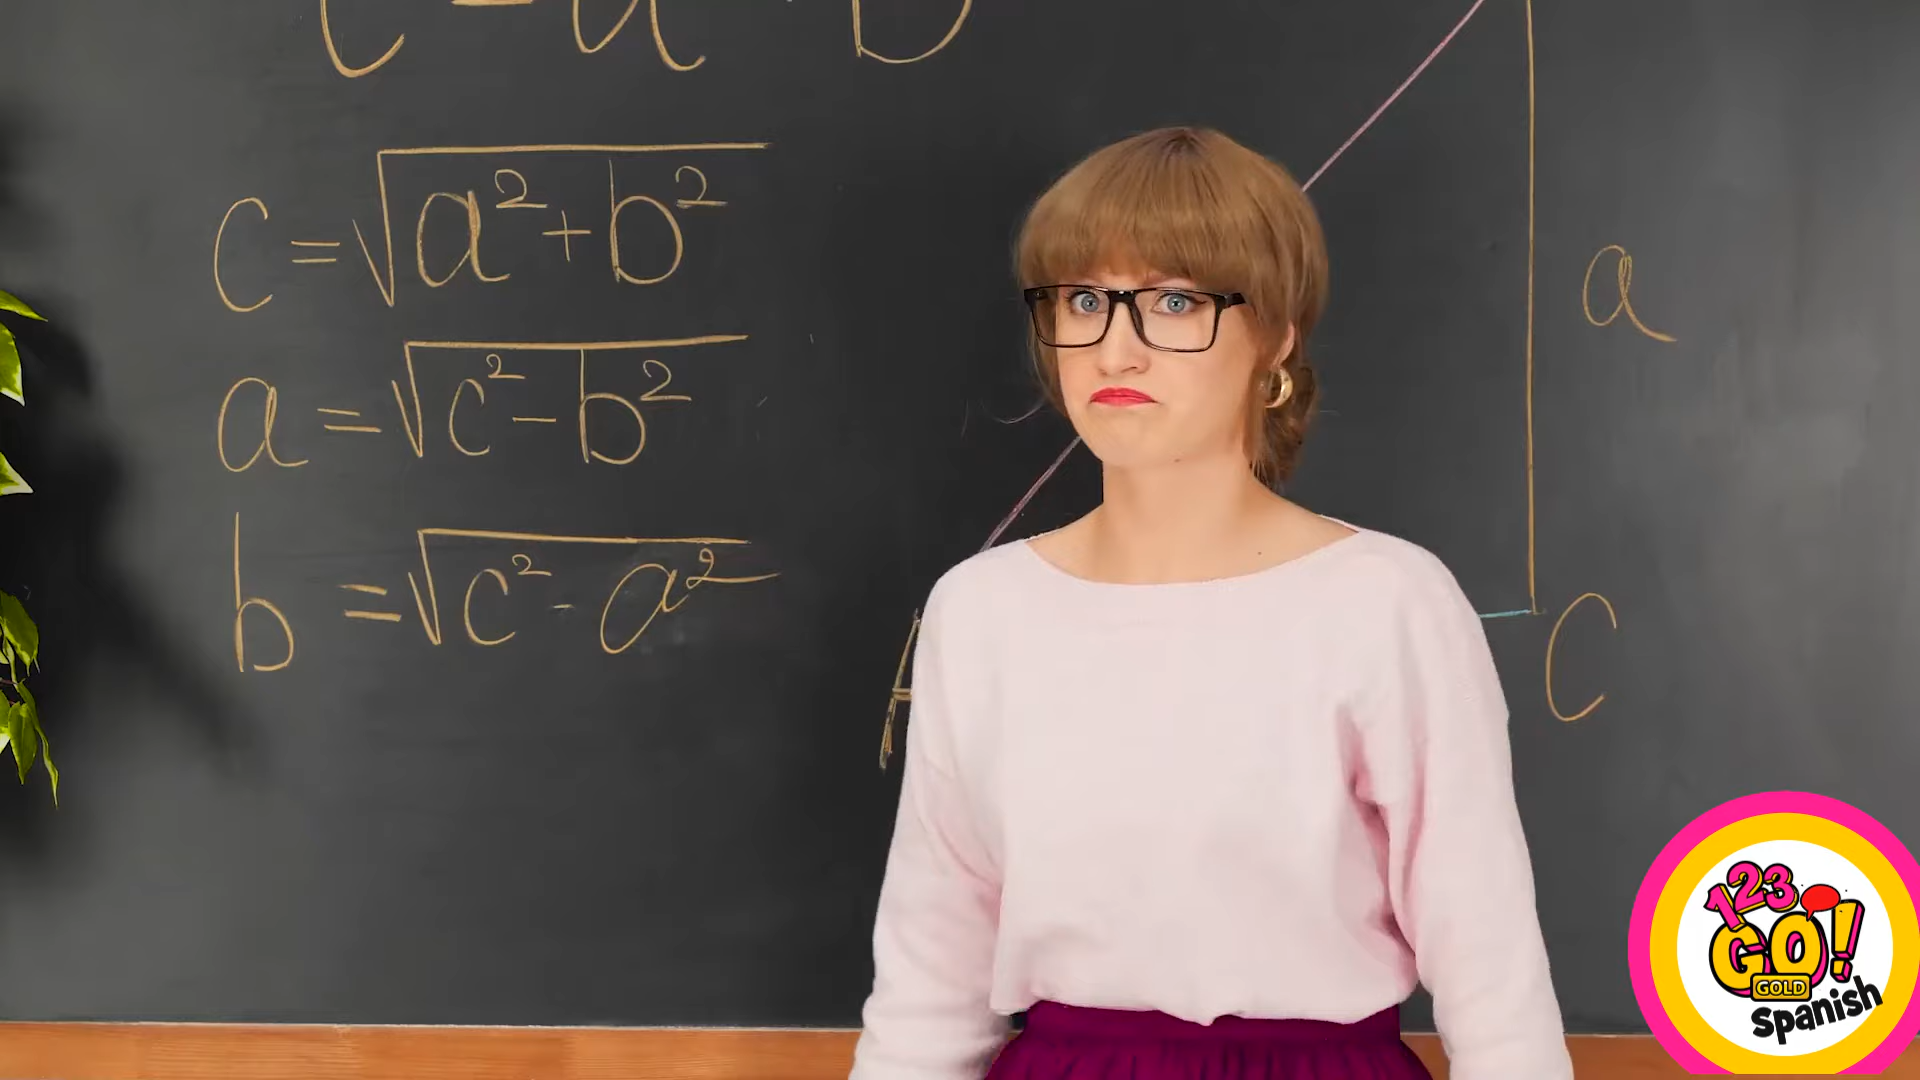 c = √a²+b²
a
a = √c²-b²
b = √c²-a²
A
C
123
GO!
GOLD
Spanish